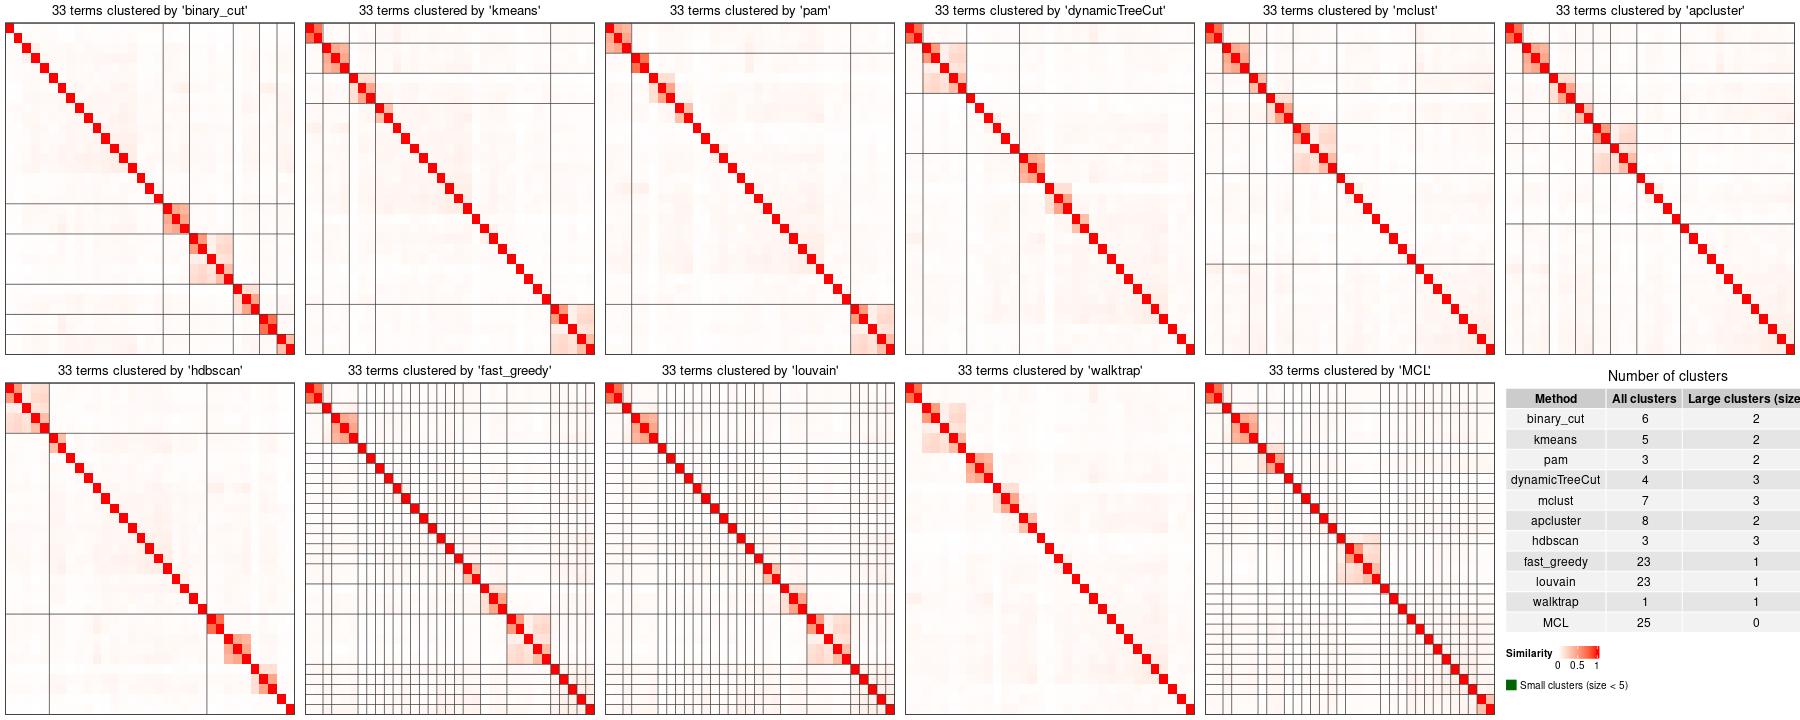 33 terms clustered by 'binary_cut'
33 terms clustered by 'kmeans'
33 terms clustered by 'pam'
33 terms clustered by 'dynamicTreeCut'
33 terms clustered by 'mclust'
33 terms clustered by 'apcluster'
33 terms clustered by 'hdbscan'
33 terms clustered by 'fast_greedy'
33 terms clustered by 'louvain'
33 terms clustered by 'walktrap'
33 terms clustered by 'MCL'
Number of clusters
Method All clusters Large clusters (size
binary_cut 6 2
kmeans 5 2
pam 3 2
dynamicTreeCut 4 3
mclust 7 3
apcluster 8 2
hdbscan 3 3
fast_greedy 23 1
louvain 23 1
walktrap 1 1
MCL 25 0
Similarity
0 0.5 1
Small clusters (size < 5)